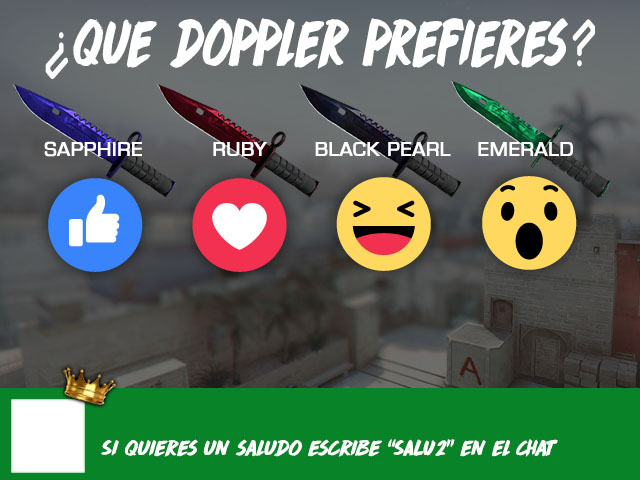 ¿QUE DOPPLER PREFIERES?
SAPPHIRE RUBY BLACK PEARL EMERALD
A
SI QUIERES UN SALUDO ESCRIBE "SALU2" EN EL CHAT